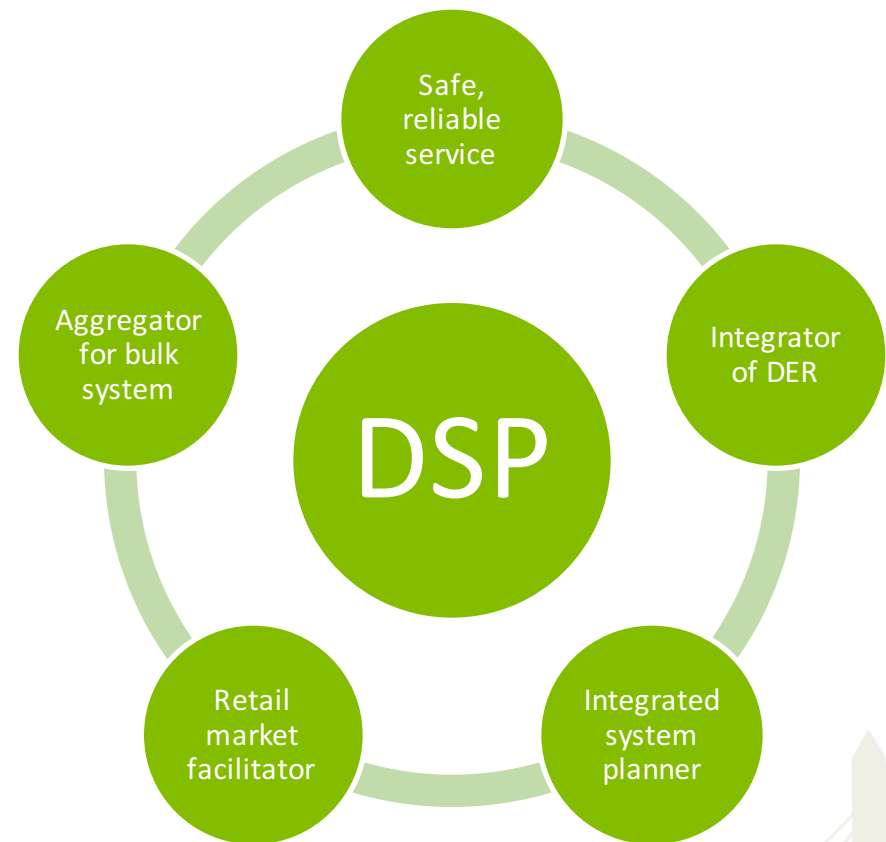 Safe,
reliable
service
Aggregator
for bulk
system
Integrator
of DER
DSP
Retail
market
facilitator
Integrated
system
planner